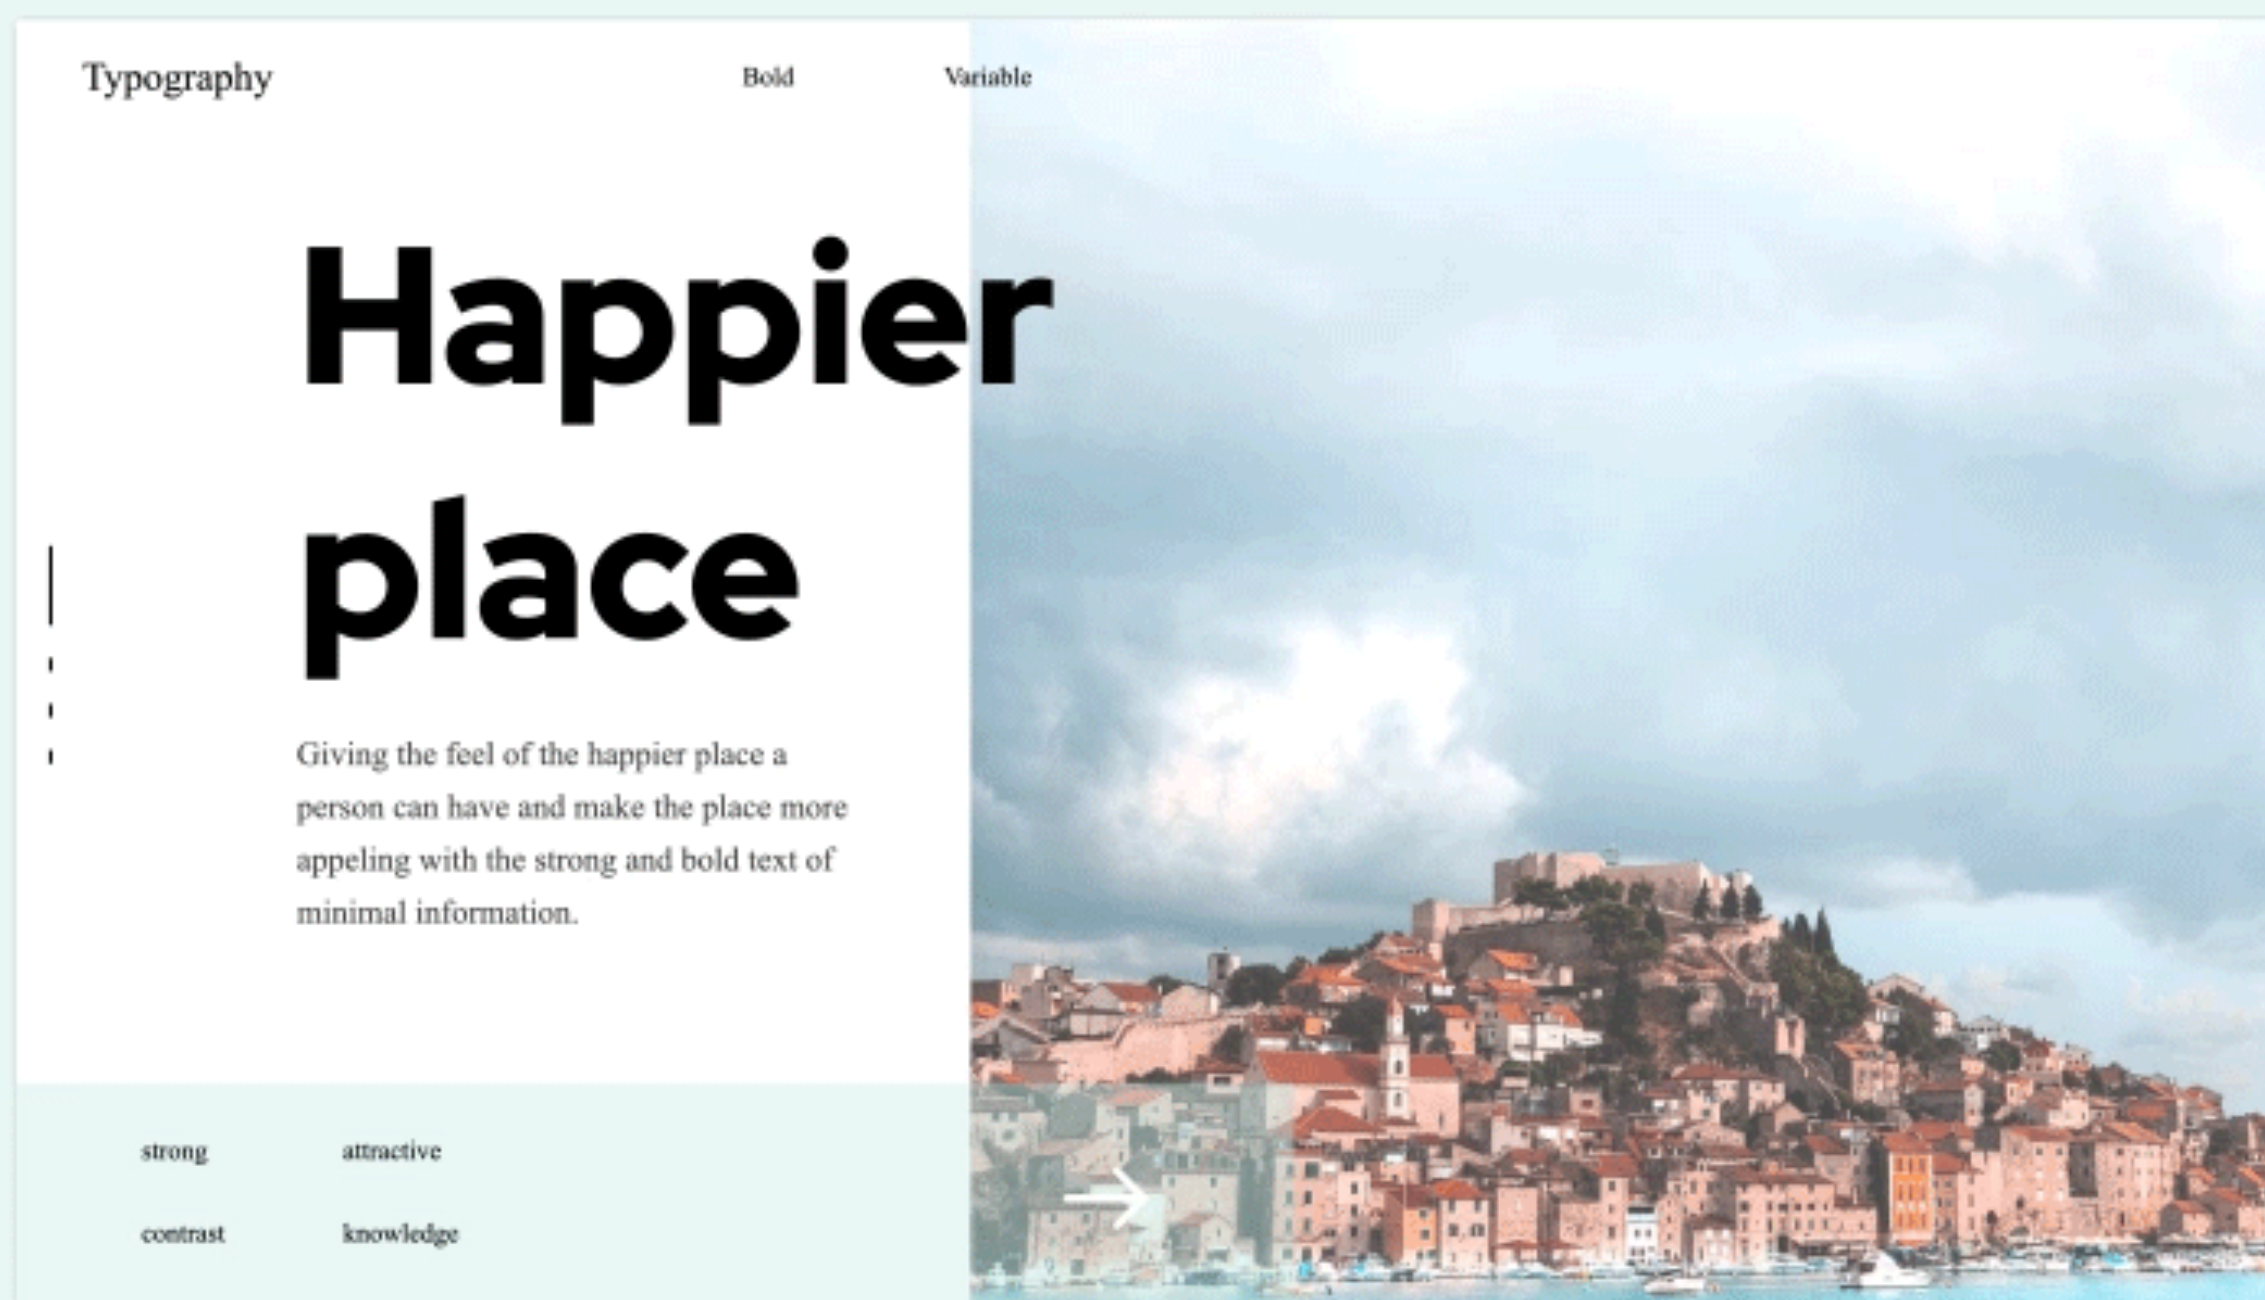 Typography
Bold
Variable
Happier
place
Giving the feel of the happier place a
person can have and make the place more
appeling with the strong and bold text of
minimal information.
strong
attractive
contrast
knowledge